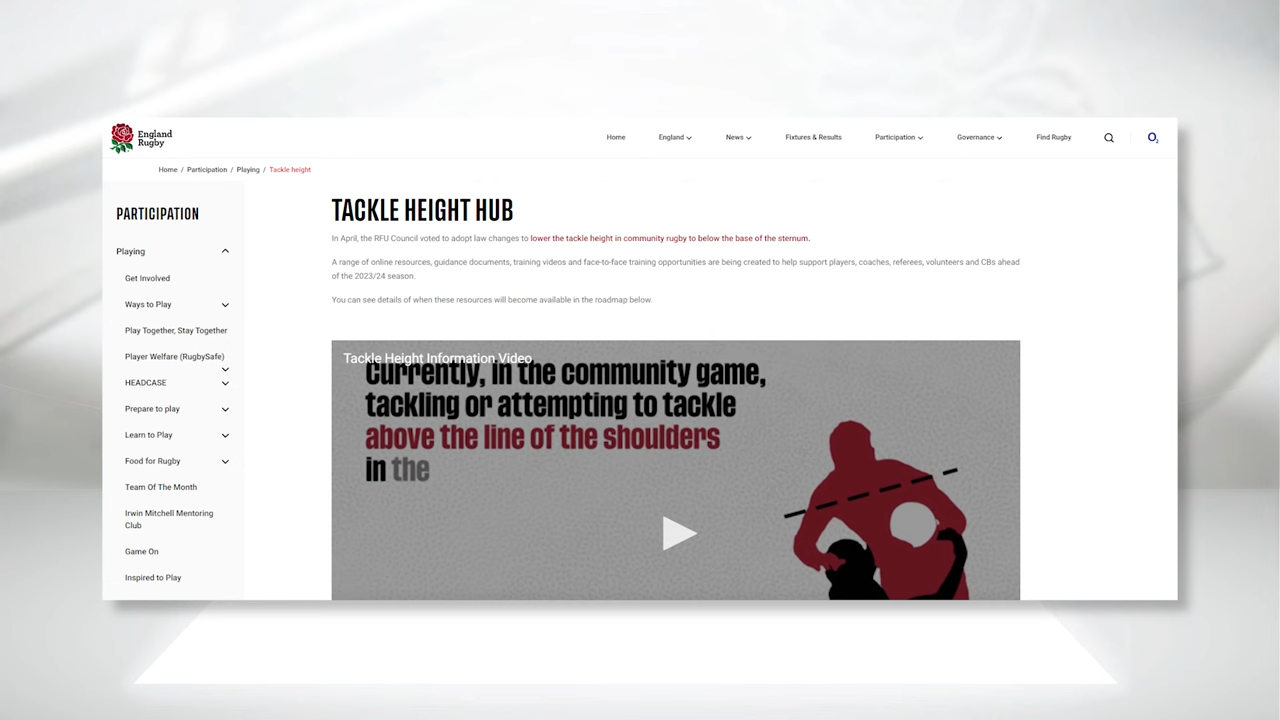 England
Rugby
Home
England
News
Fixtures & Results
Participation
Governance
Find Rugby
O2
Home / Participation / Playing / Tackle height
PARTICIPATION
Playing
Get Involved
Ways to Play
Play Together, Stay Together
Player Welfare (RugbySafe)
HEADCASE
Prepare to play
Learn to Play
Food for Rugby
Team Of The Month
Irwin Mitchell Mentoring
Club
Game On
Inspired to Play
TACKLE HEIGHT HUB
In April, the RFU Council voted to adopt law changes to lower the tackle height in community rugby to below the base of the sternum.
A range of online resources, guidance documents, training videos and face-to-face training opportunities are being created to help support players, coaches, referees, volunteers and CBs ahead
of the 2023/24 season.
You can see details of when these resources will become available in the roadmap below.
Tackle Height Information Video
Currently, in the community game,
tackling or attempting to tackle
above the line of the shoulders
in the